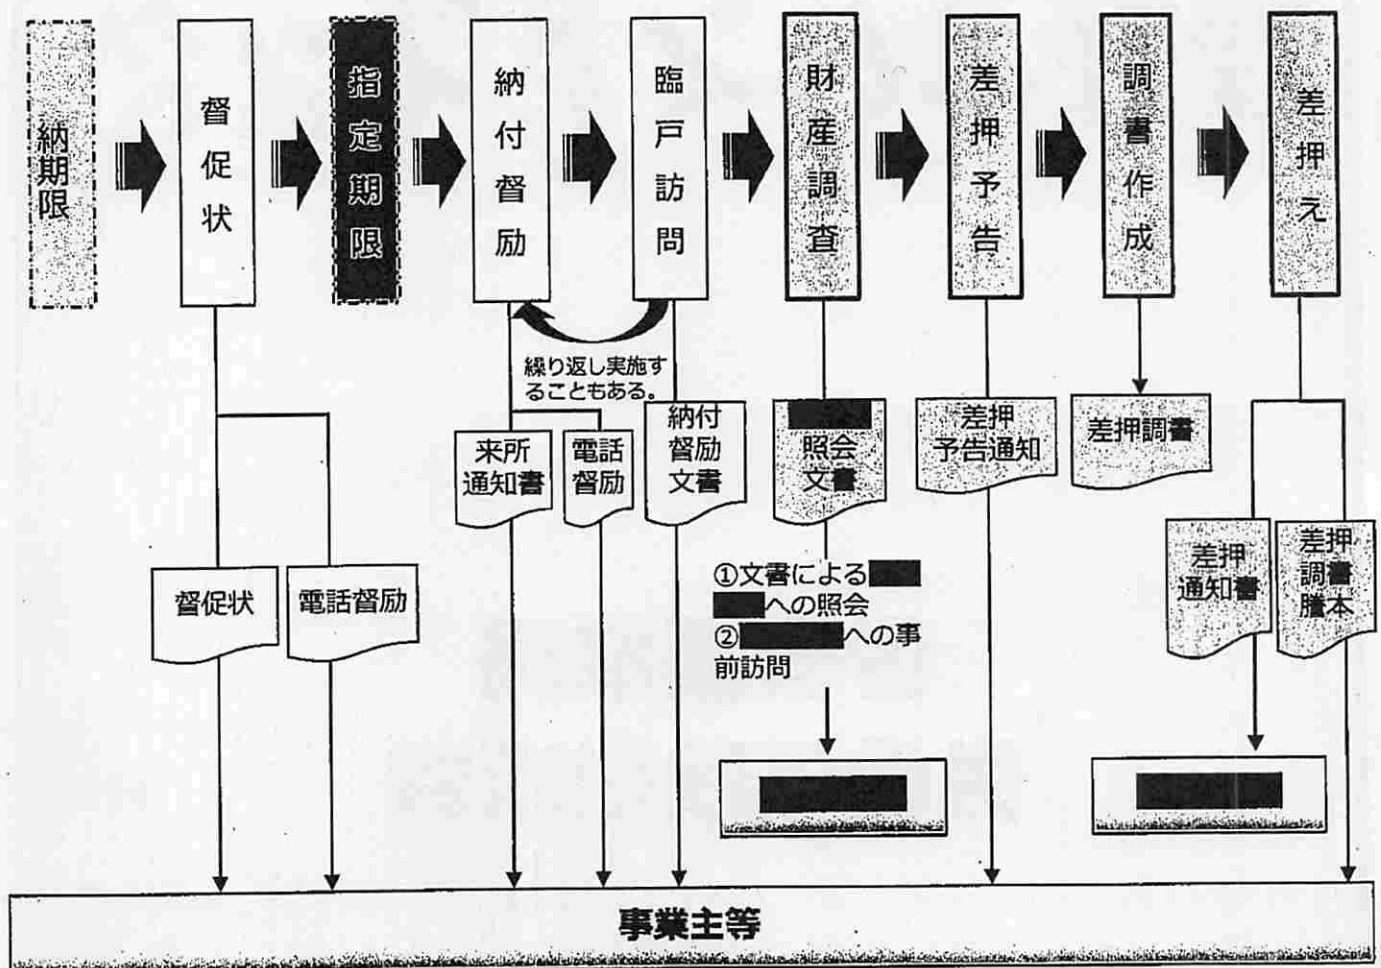 納期限
督促状
指定期限
納付督励
臨戸訪問
財産調査
差押予告
調書作成
差押え
繰り返し実施す
ることもある。
来所
通知書
電話
督励
納付
督励
文書
照会
文書
差押
予告通知
差押調書
督促状
電話督励
①文書による
への照会
②への事
前訪問
差押
通知書
差押
調書
謄本
事業主等